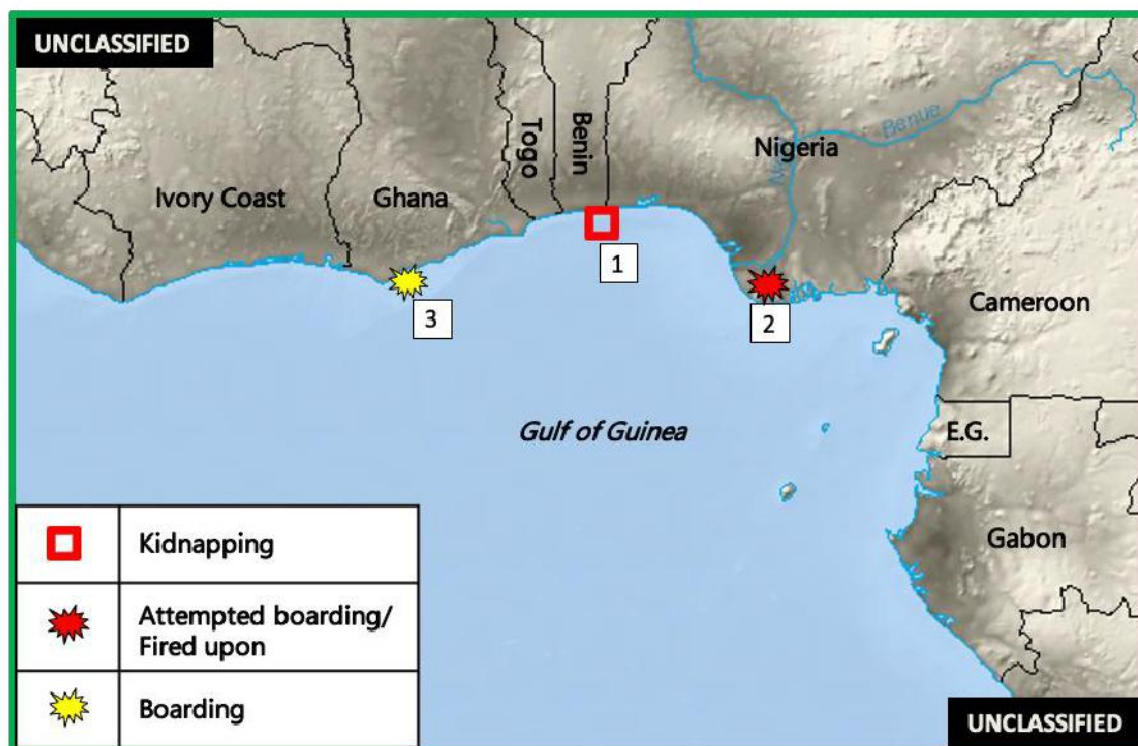 UNCLASSIFIED
Benue
Togo
Benin
Nigeria
Ivory Coast
Ghana
1
3
2
Cameroon
Gulf of Guinea
E.G.
Kidnapping
Gabon
Attempted boarding/
Fired upon
Boarding
UNCLASSIFIED